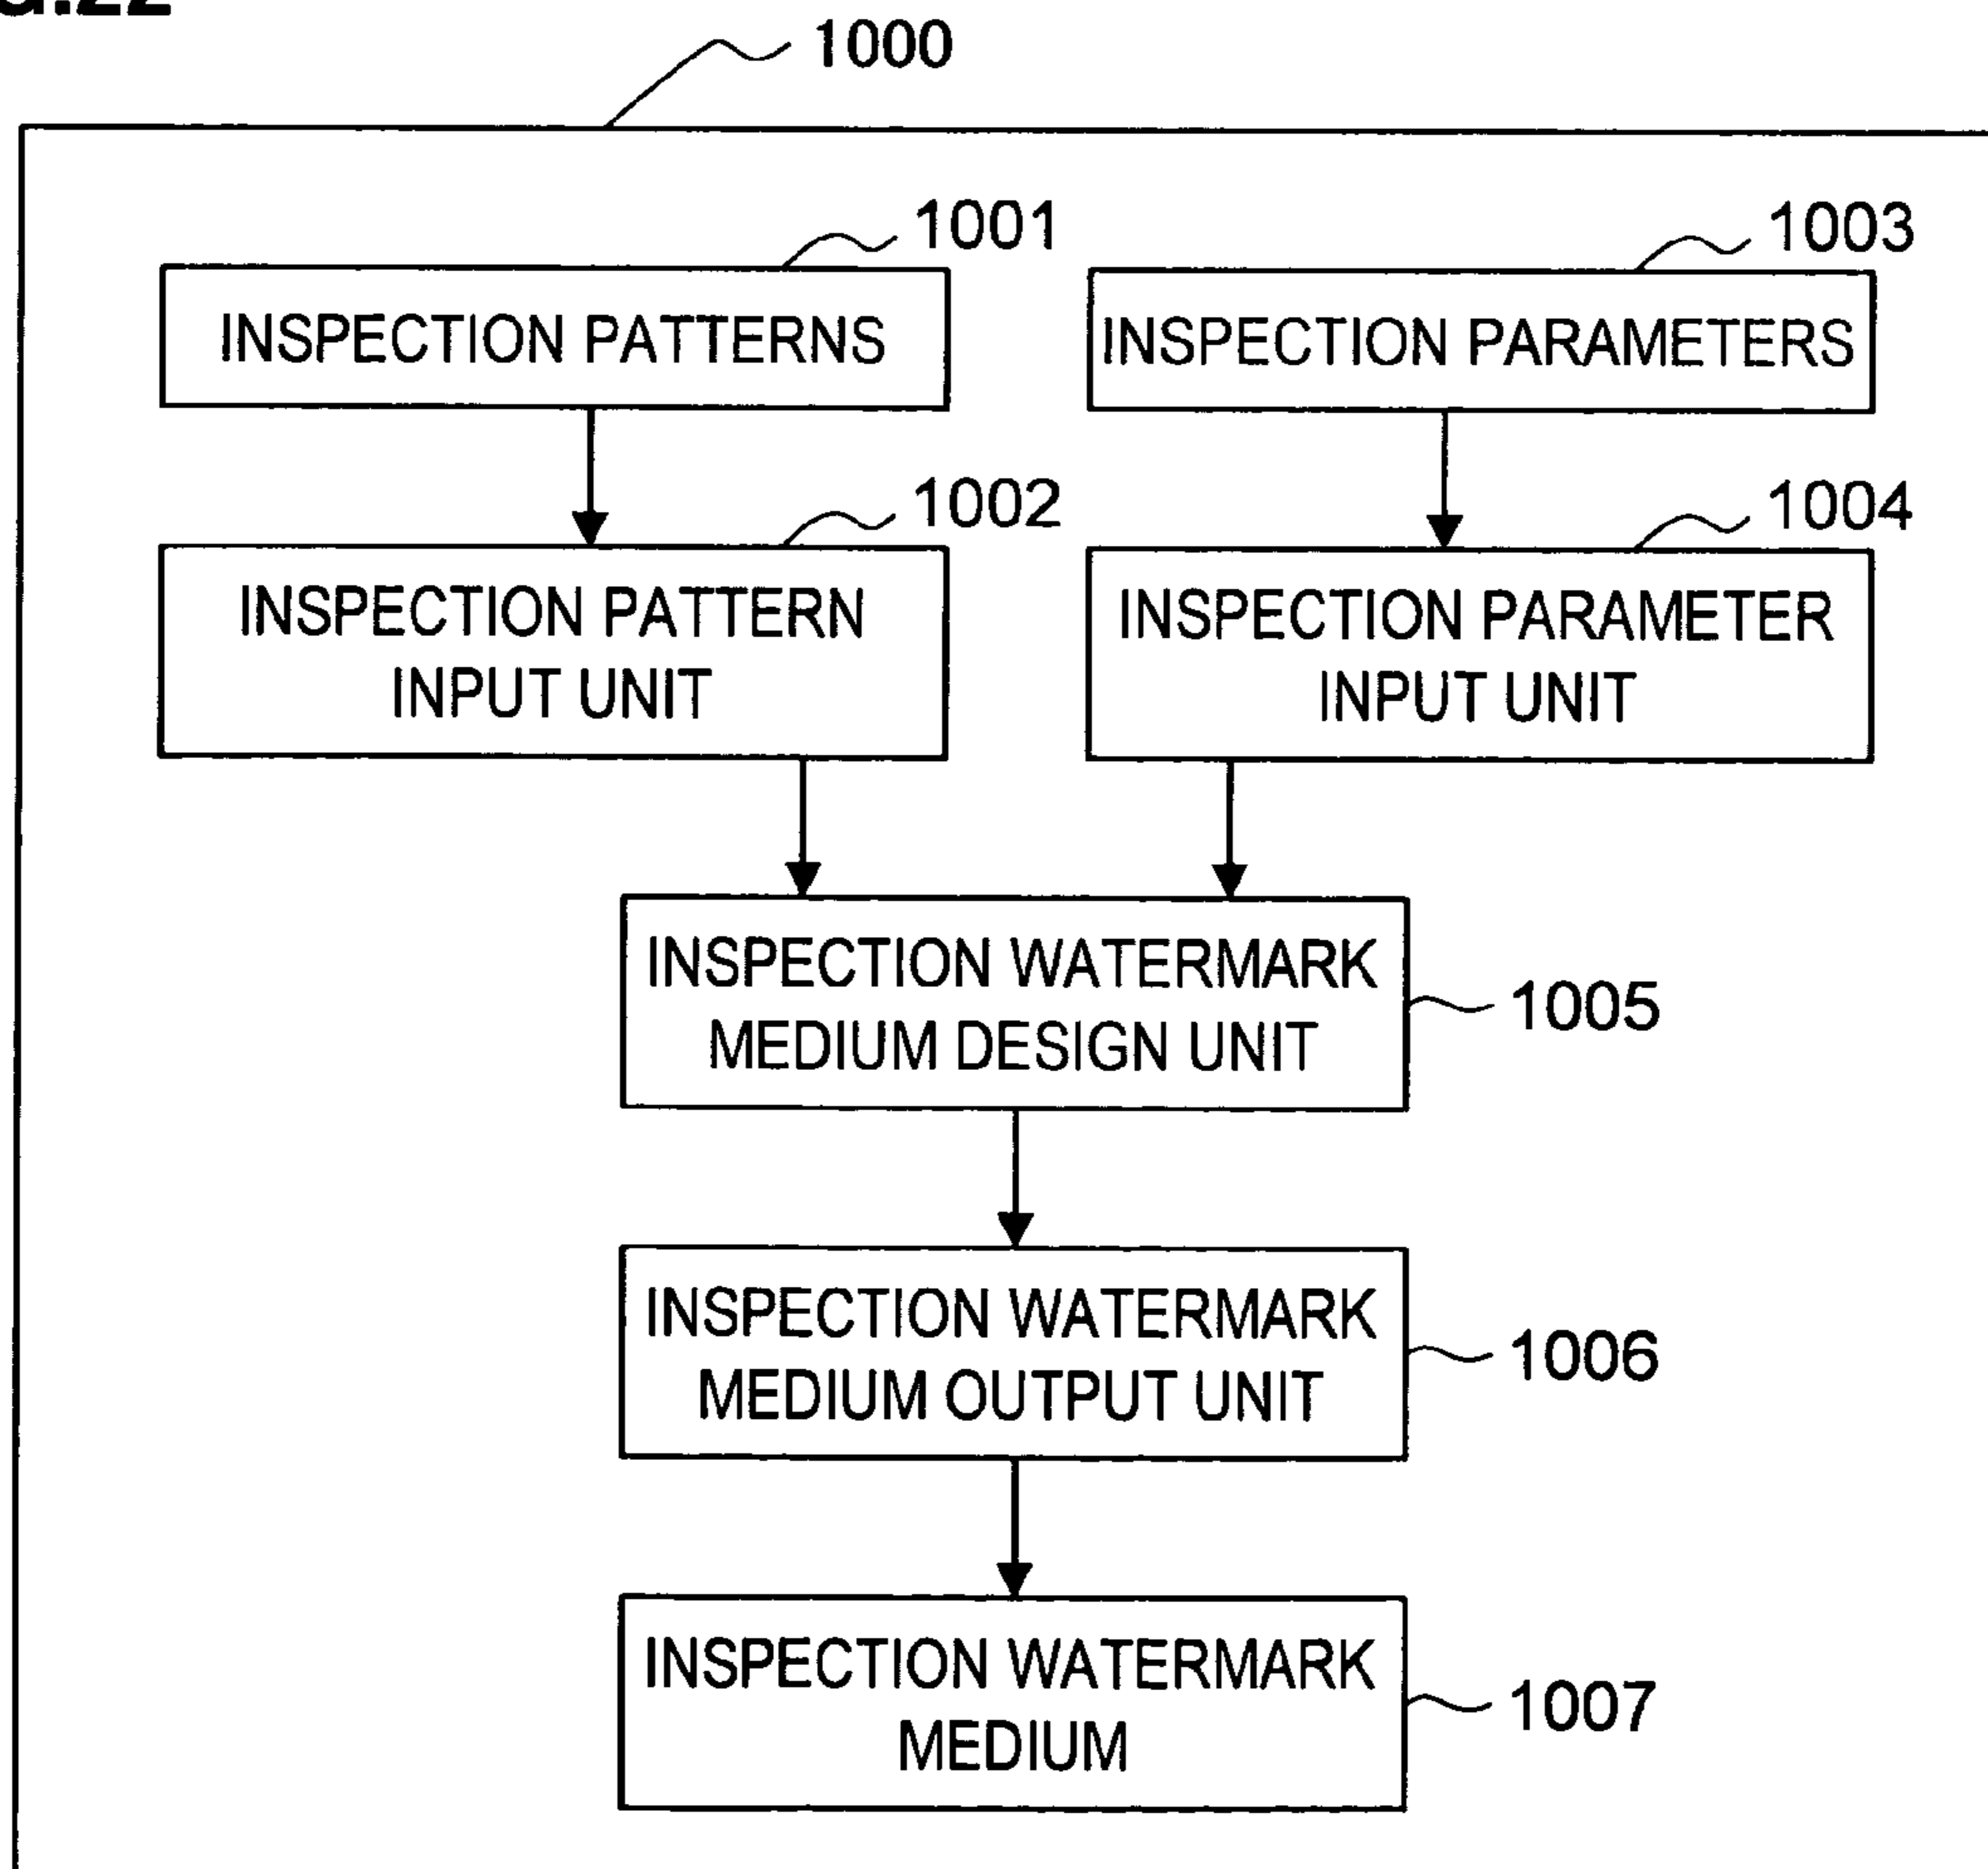 1000
1001
1003
INSPECTION PATTERNS
INSPECTION PARAMETERS
1002
1004
INSPECTION PATTERN
INPUT UNIT
INSPECTION PARAMETER
INPUT UNIT
INSPECTION WATERMARK
MEDIUM DESIGN UNIT
1005
INSPECTION WATERMARK
MEDIUM OUTPUT UNIT
1006
INSPECTION WATERMARK
MEDIUM
1007